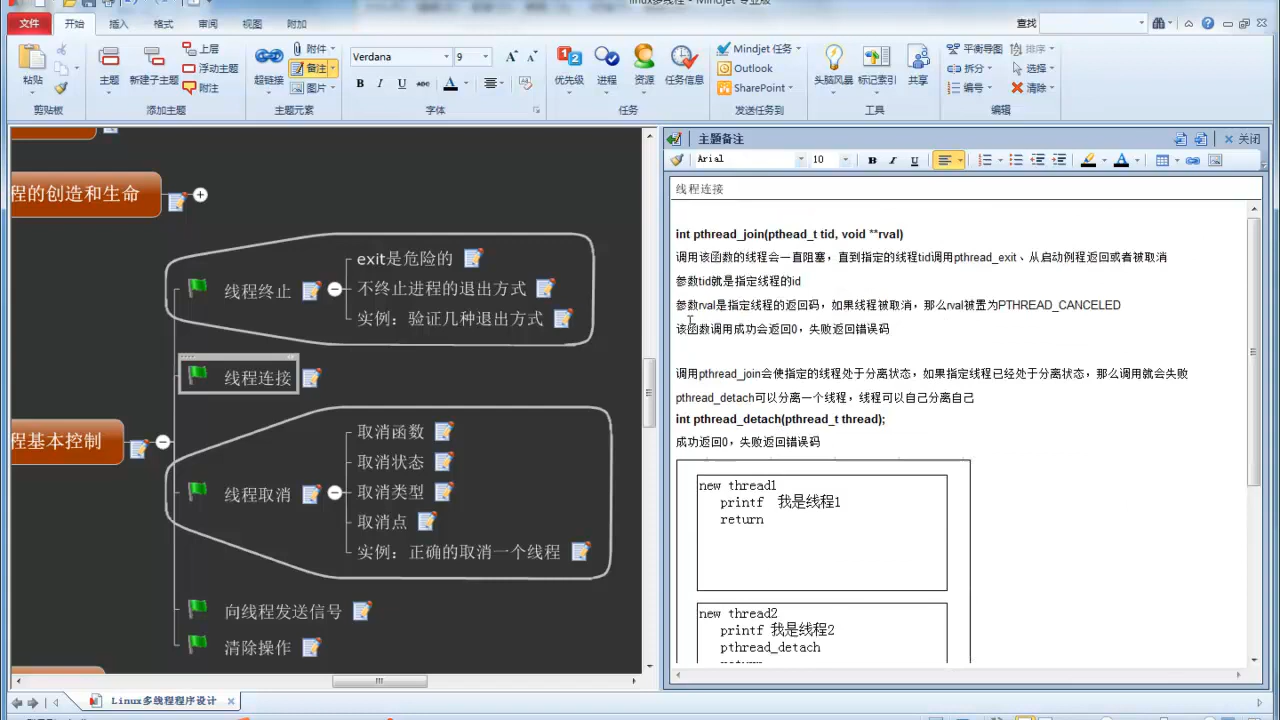 linux多线程 - Mindjet 专业版
文件 开始 插入 格式 审阅 视图 附加 查找
粘贴
剪贴板
主题 新建子主题 上层 浮动主题 附注
添加主题
超链接 附件 备注 图片
主题元素
Verdana 9
B I U abc A
字体
优先级 进程 资源 任务信息
任务
Mindjet 任务
Outlook
SharePoint
发送任务到
头脑风暴 标记索引 共享
工具
平衡导图 排序
拆分 选择
编号 清除
编辑
程的创造和生命
线程终止
exit是危险的
不终止进程的退出方式
实例：验证几种退出方式
线程连接
程基本控制
线程取消
取消函数
取消状态
取消类型
取消点
实例：正确的取消一个线程
向线程发送信号
清除操作
Linux多线程程序设计
主题备注 关闭
Arial 10 B I U A
线程连接
int pthread_join(pthead_t tid, void **rval)
调用该函数的线程会一直阻塞，直到指定的线程tid调用pthread_exit、从启动例程返回或者被取消
参数tid就是指定线程的id
参数rval是指定线程的返回码，如果线程被取消，那么rval被置为PTHREAD_CANCELED
该函数调用成功会返回0，失败返回错误码
调用pthread_join会使指定的线程处于分离状态，如果指定线程已经处于分离状态，那么调用就会失败
pthread_detach可以分离一个线程，线程可以自己分离自己
int pthread_detach(pthread_t thread);
成功返回0，失败返回错误码
new thread1
printf 我是线程1
return
new thread2
printf 我是线程2
pthread_detach
return